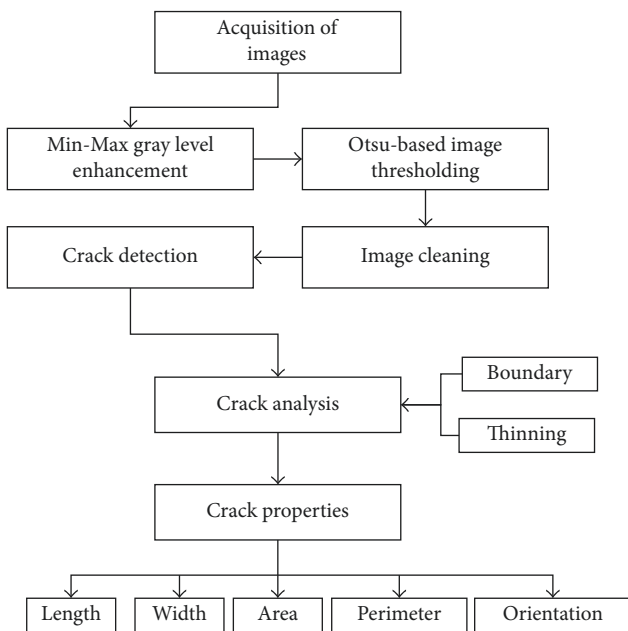 Acquisition of
images
Min-Max gray level
enhancement
Otsu-based image
thresholding
Crack detection
Image cleaning
Crack analysis
Boundary
Thinning
Crack properties
Length
Width
Area
Perimeter
Orientation